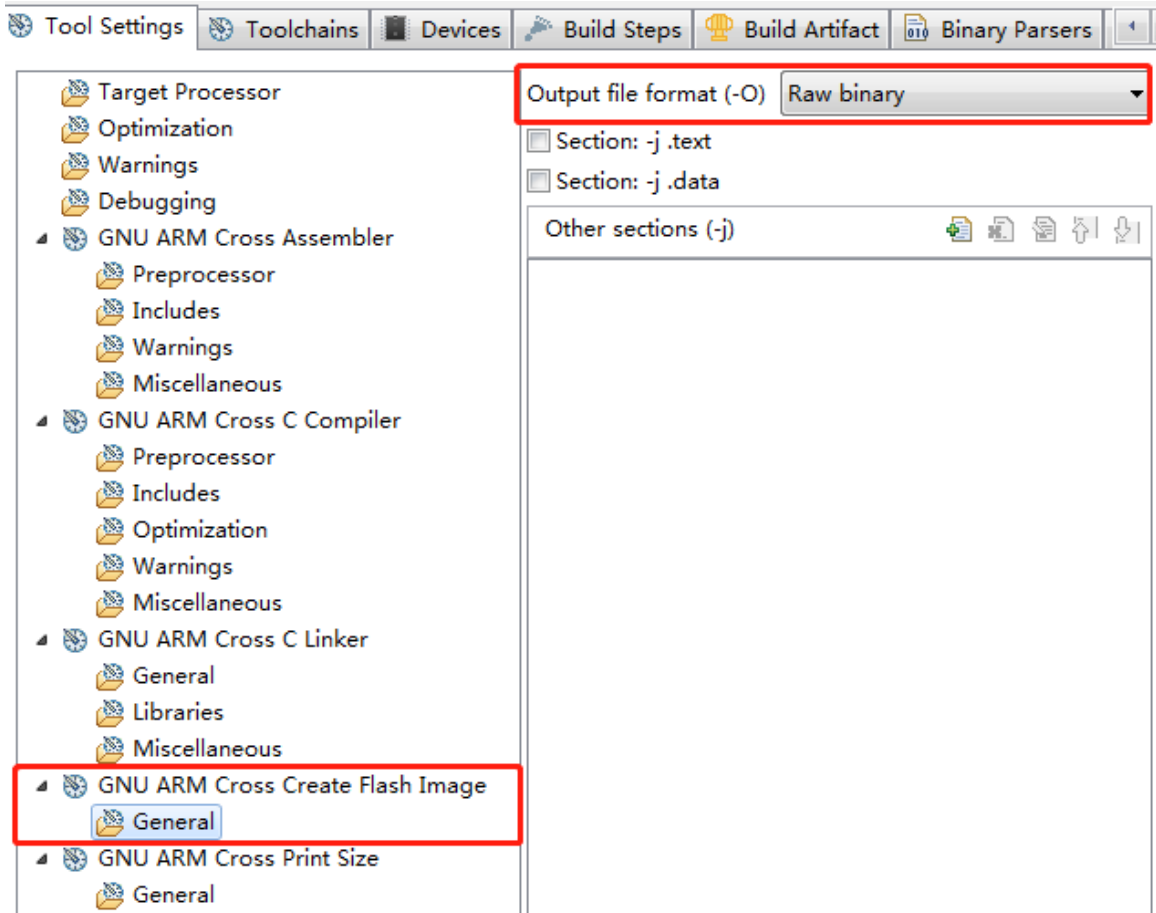 Tool Settings Toolchains Devices Build Steps Build Artifact Binary Parsers
Target Processor
Optimization
Warnings
Debugging
GNU ARM Cross Assembler
Preprocessor
Includes
Warnings
Miscellaneous
GNU ARM Cross C Compiler
Preprocessor
Includes
Optimization
Warnings
Miscellaneous
GNU ARM Cross C Linker
General
Libraries
Miscellaneous
GNU ARM Cross Create Flash Image
General
GNU ARM Cross Print Size
General
Output file format (-O) Raw binary
Section: -j .text
Section: -j .data
Other sections (-j)